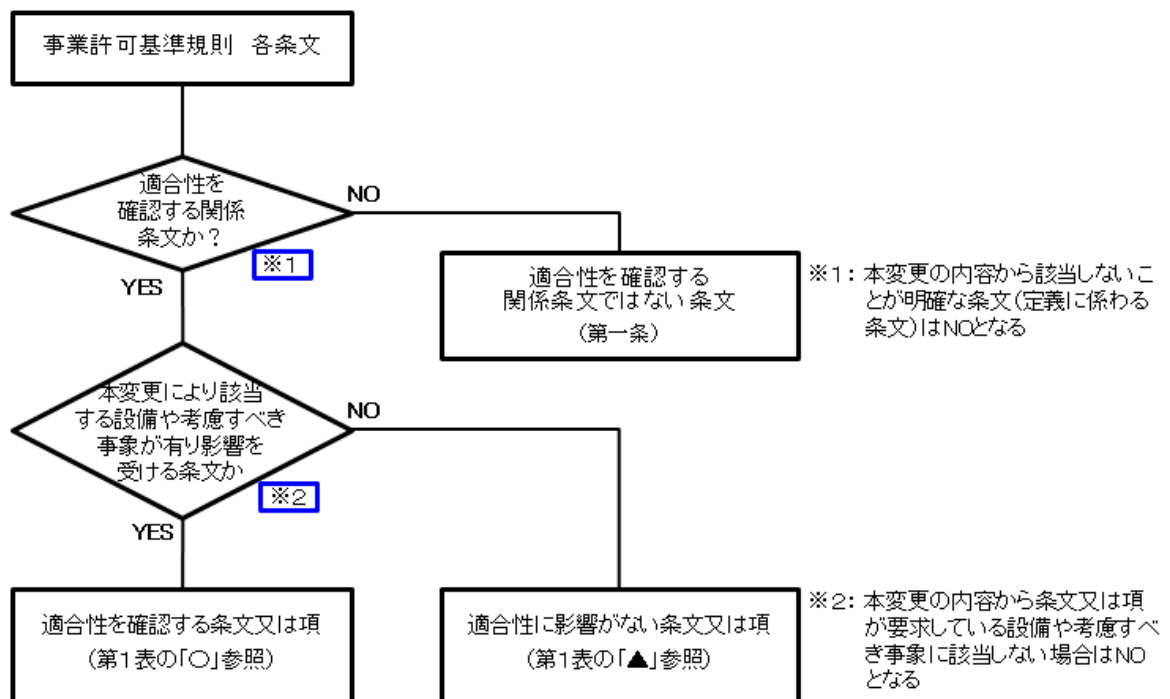 事業許可基準規則 各条文
適合性を
確認する関係
条文か？
※1
NO
YES
適合性を確認する
関係条文ではない条文
（第一条）
※1：本変更の内容から該当しないこ
とが明確な条文（定義に係わる
条文）はNOとなる
本変更により該当
する設備や考慮すべき
事象が有り影響を
受ける条文か
※2
NO
YES
適合性を確認する条文又は項
（第1表の「○」参照）
適合性に影響がない条文又は項
（第1表の「▲」参照）
※2：本変更の内容から条文又は項
が要求している設備や考慮すべ
き事象に該当しない場合はNO
となる